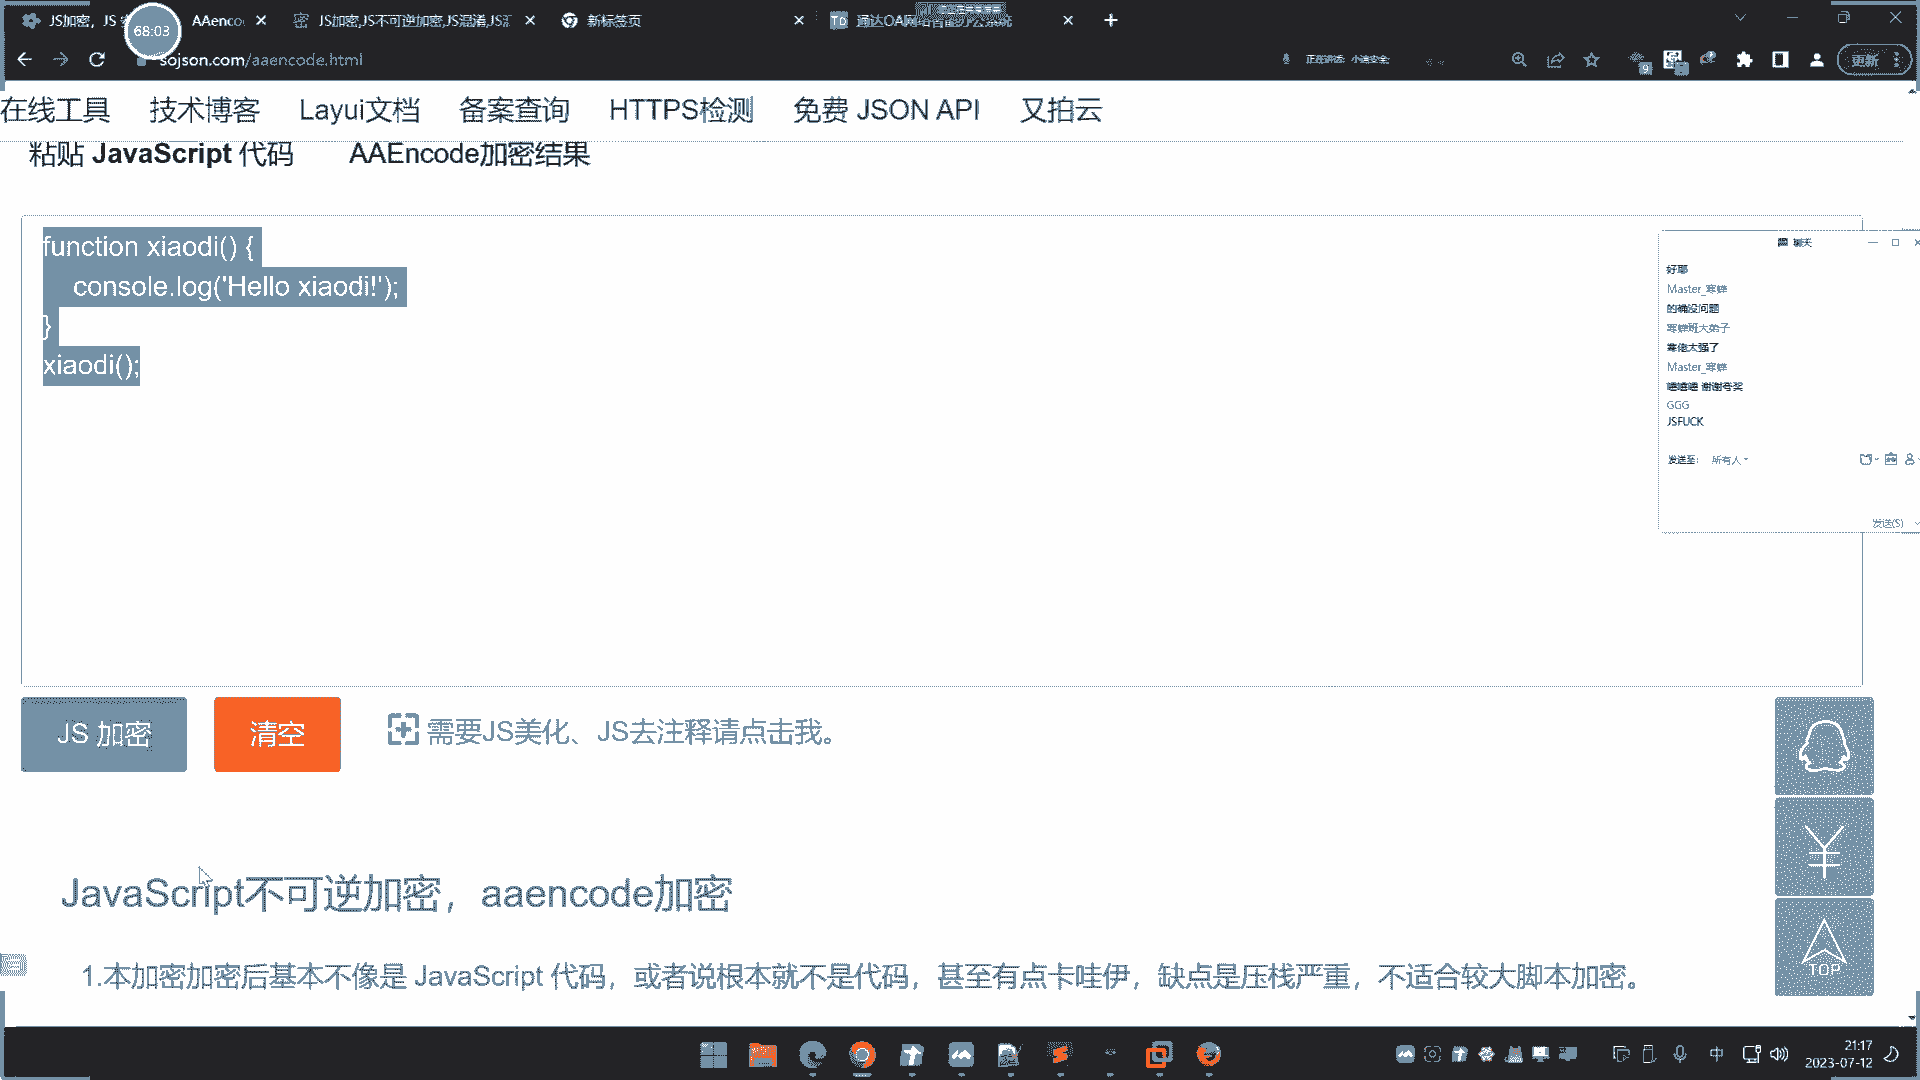 JS加密，JS
AAenco
JS加密,JS不可逆加密,JS混淆,JS
新标签页
TD 通达OA网络智能办公系统
68:03
sojson.com/aaencode.html
正在讲话: 小迪安全;
更新
在线工具 技术博客 Layui文档 备案查询 HTTPS检测 免费 JSON API 又拍云
粘贴 JavaScript 代码 AAEncode加密结果
function xiaodi() {
console.log('Hello xiaodi!');
}
xiaodi();
聊天
好耶
Master_寒蝉
的确没问题
寒蝉班大弟子
Master_寒蝉
嘻嘻嘻 谢谢夸奖
GGG
JSFUCK
发送至: 所有人
发送(S)
JS 加密 清空 需要JS美化、JS去注释请点击我。
JavaScript不可逆加密，aaencode加密
1.本加密加密后基本不像是 JavaScript 代码，或者说根本就不是代码，甚至有点卡哇伊，缺点是压栈严重，不适合较大脚本加密。
TOP
中
21:17
2023-07-12